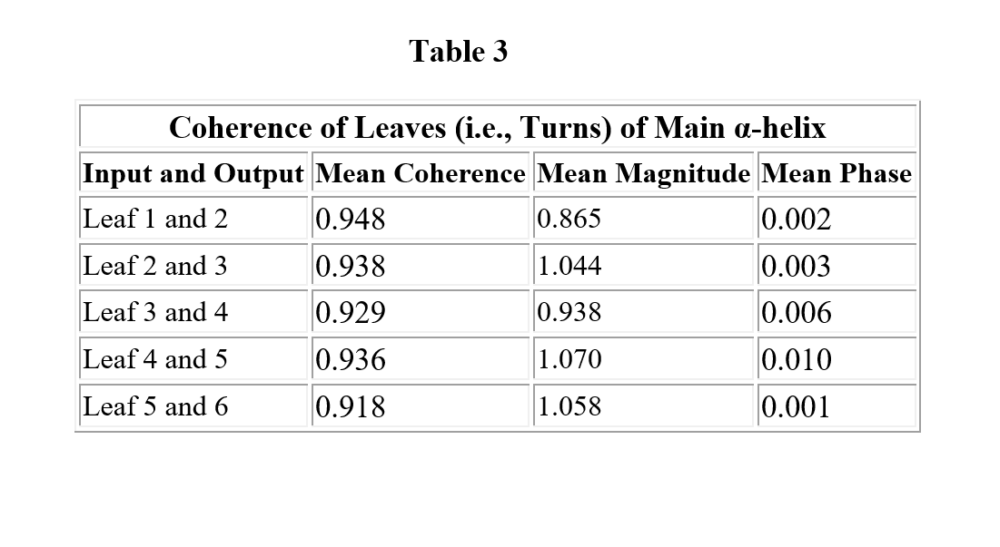 Table 3
Coherence of Leaves (i.e., Turns) of Main α-helix
Input and Output Mean Coherence Mean Magnitude Mean Phase
Leaf 1 and 2 0.948 0.865 0.002
Leaf 2 and 3 0.938 1.044 0.003
Leaf 3 and 4 0.929 0.938 0.006
Leaf 4 and 5 0.936 1.070 0.010
Leaf 5 and 6 0.918 1.058 0.001